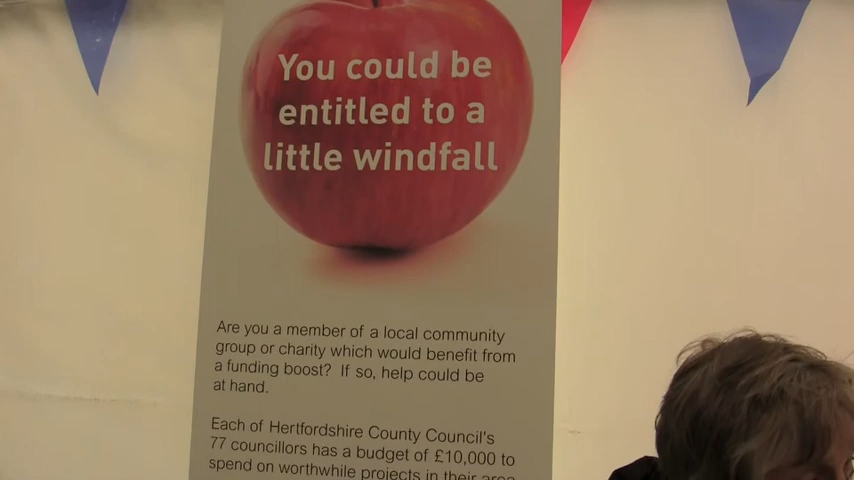 You could be
entitled to a
little windfall
Are you a member of a local community
group or charity which would benefit from
a funding boost? If so, help could be
at hand.
Each of Hertfordshire County Council's
77 councillors has a budget of £10,000 to
spend on worthwhile projects in their area